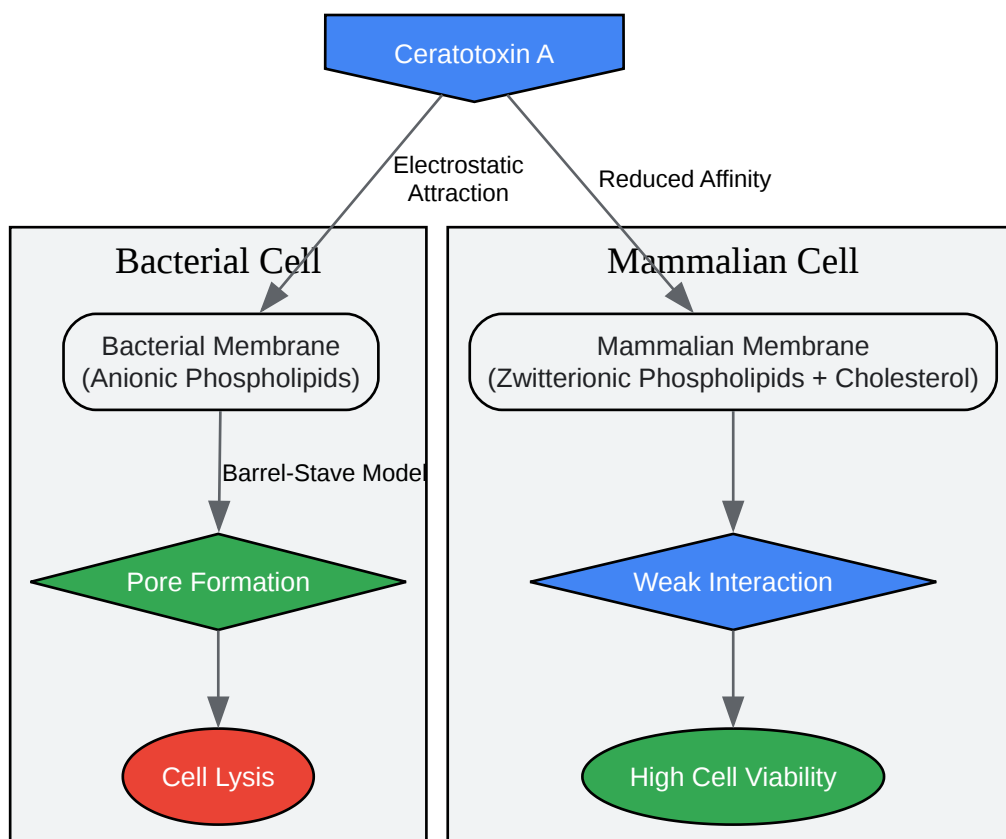 Ceratotoxin A
Electrostatic
Attraction
Reduced Affinity
Bacterial Cell
Mammalian Cell
Bacterial Membrane
(Anionic Phospholipids)
Mammalian Membrane
(Zwitterionic Phospholipids + Cholesterol)
Barrel-Stave Model
Pore Formation
Weak Interaction
Cell Lysis
High Cell Viability